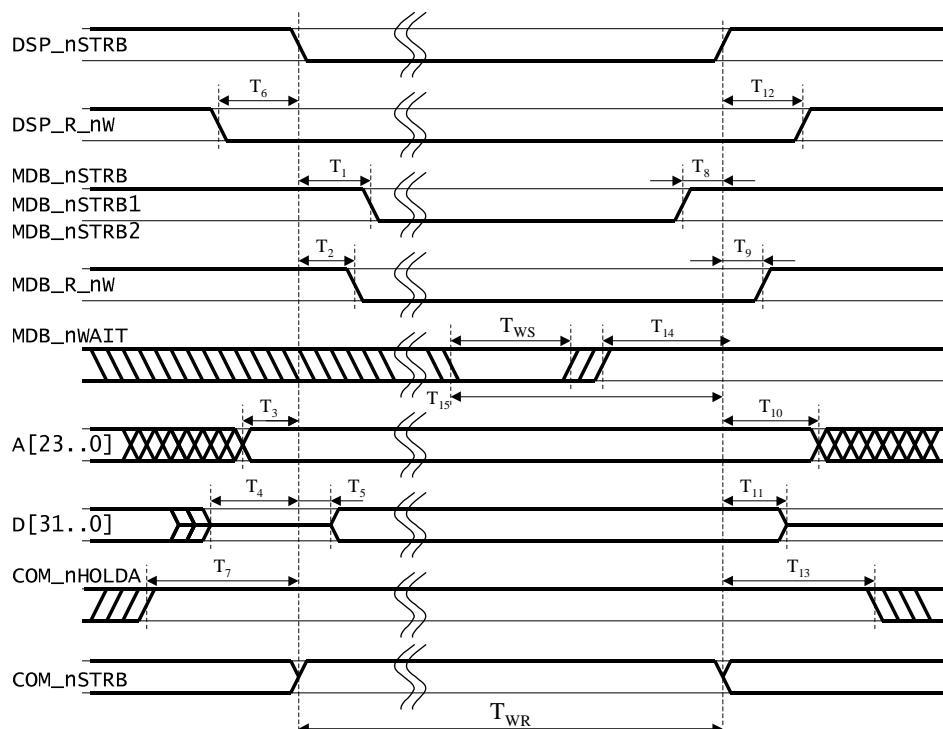 DSP_nSTRB
T6
T12
DSP_R_nW
MDB_nSTRB
T1
T8
MDB_nSTRB1
MDB_nSTRB2
T2
T9
MDB_R_nW
MDB_nWAIT
TWS
T14
T15
T3
T10
A[23..0]
T4
T5
T11
D[31..0]
COM_nHOLDA
T7
T13
COM_nSTRB
TWR